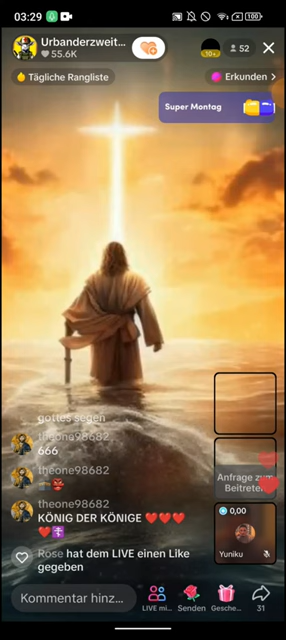 03:29
100
Urbanderzweit...
55.6K
10+
52
Tägliche Rangliste
Erkunden >
Super Montag
gottes segen
theone98682
666
theone98682
theone98682
KÖNIG DER KÖNIGE ❤️❤️❤️
❤️☦️
Anfrage zum
Beitreten
0,00
Yuniku
Rose hat dem LIVE einen Like
gegeben
Kommentar hinz...
LIVE mi...
Senden
Gesche...
31